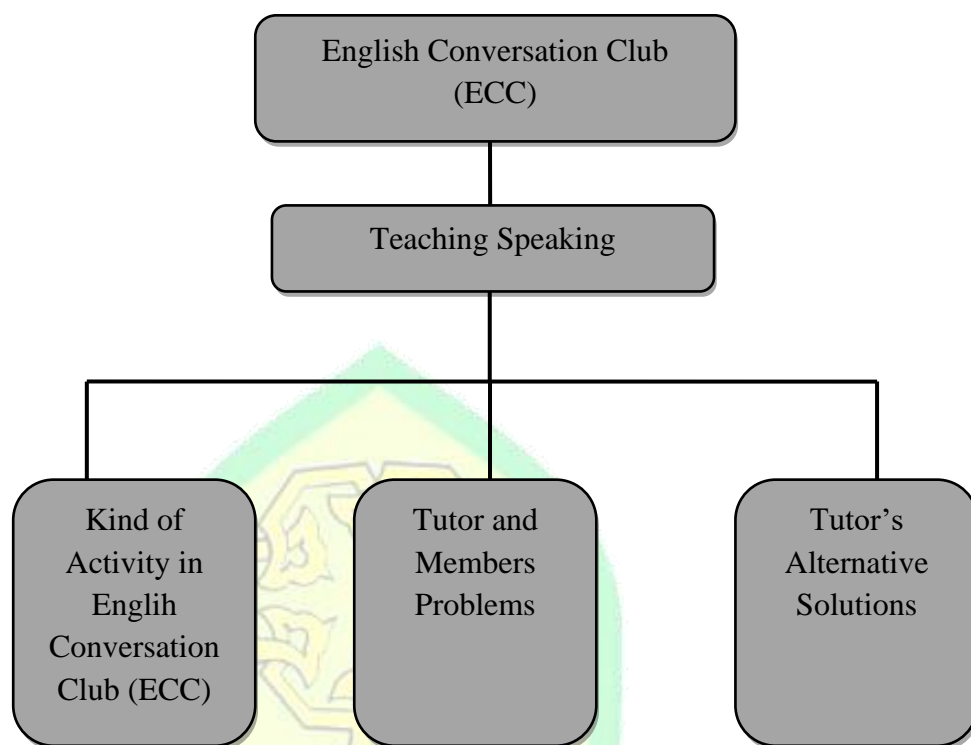 English Conversation Club
(ECC)
Teaching Speaking
Kind of
Activity in
Englih
Conversation
Club (ECC)
Tutor and
Members
Problems
Tutor’s
Alternative
Solutions